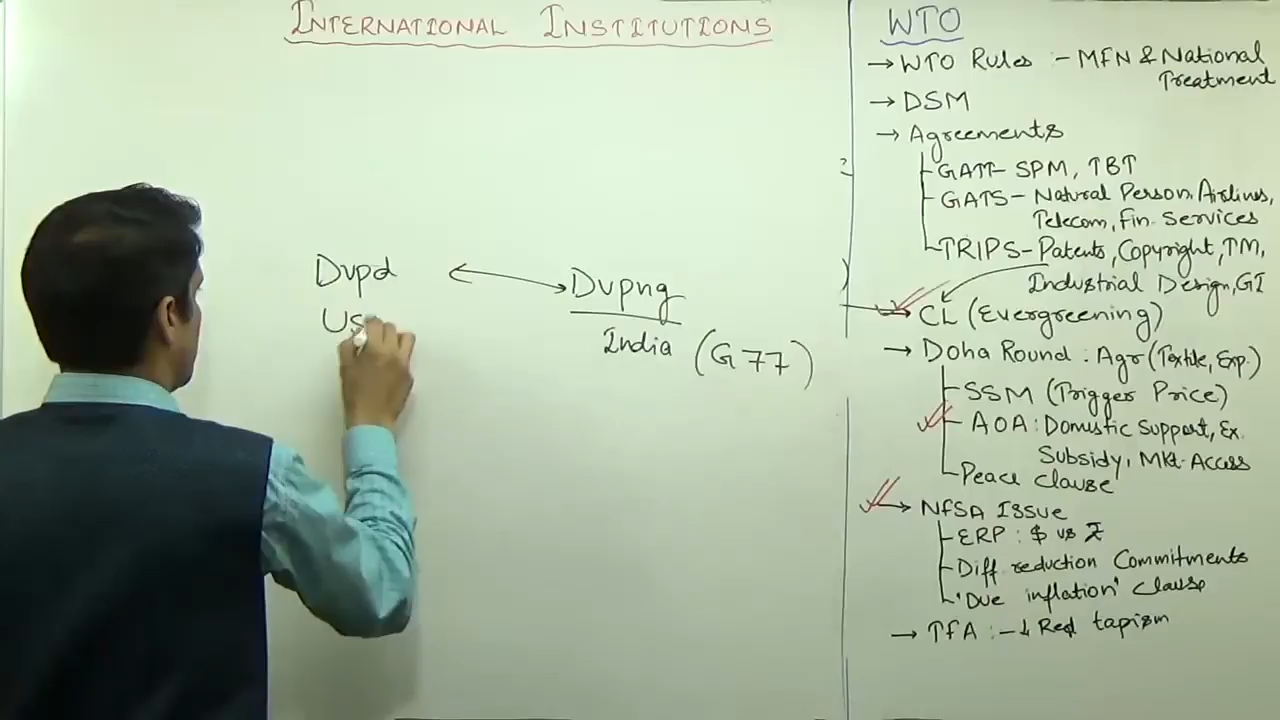 INTERNATIONAL INSTITUTIONS
Dvpd
US
Dvpng
India (G77)
WTO
→ WTO Rules :- MFN & National
Treatment
→ DSM
→ Agreements
GATT- SPM, TBT
GATS- Natural Person, Airlines,
Telecom, Fin. Services
TRIPS- Patents, Copyright, TM,
Industrial Design, GI
CL (Evergreening)
→ Doha Round : Agr (Textile, Exp.)
SSM (Trigger Price)
AOA : Domestic Support, Ex.
Subsidy, Mkt. Access
Peace Clause
NFSA Issue
ERP : $ vs ₹
Diff reduction Commitments
'Due inflation' Clause
→ TFA :- ↓ Red tapism